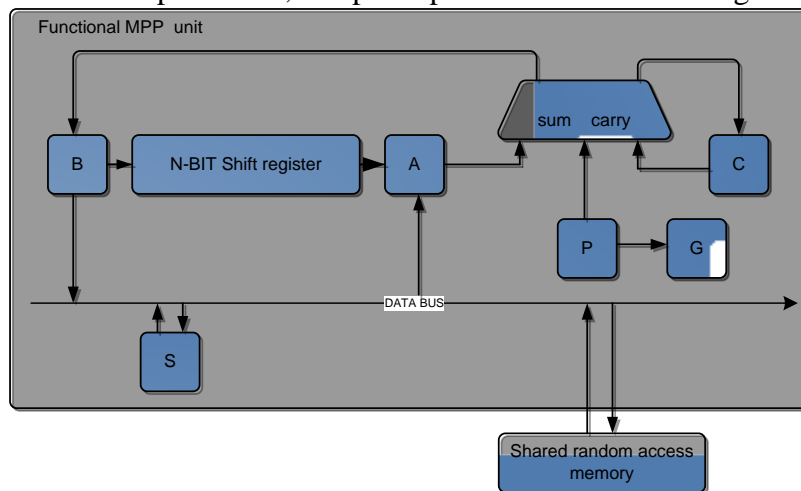 Functional MPP unit
sum carry
B
N-BIT Shift register
A
C
P
G
DATA BUS
S
Shared random access
memory